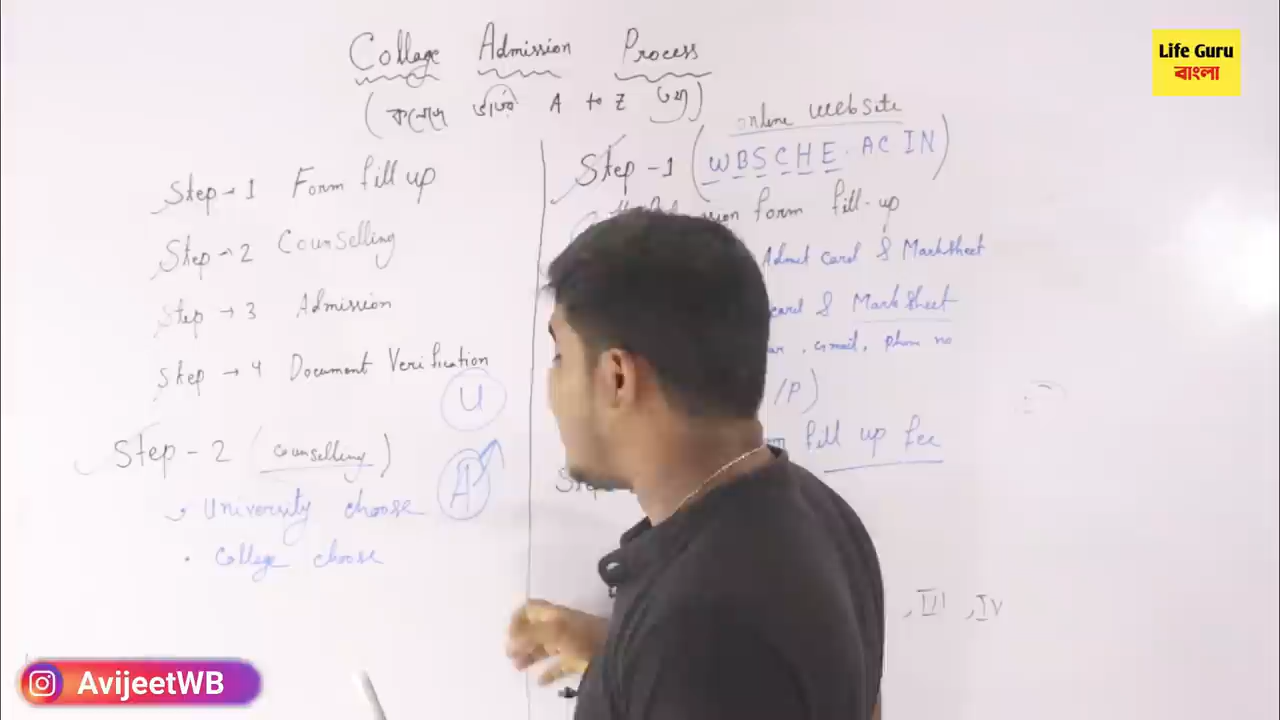 Collage Admission Process
(কলেজে ভর্তির A to Z তথ্য)
Step → 1 Form fill up
Step → 2 Counselling
Step → 3 Admission
Step → 4 Document Verification
U
A
Step - 2 (counselling)
University choose
• College choose
online website
Step - 1 (WBSCHE.AC IN)
form fill-up
Admit card & Marksheet
card & Marksheet
, Gmail, phone no
/P)
fill up fee
, III , IV
Life Guru
বাংলা
AvijeetWB